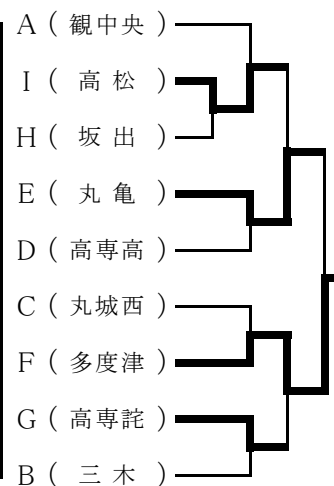 A ( 観中央 )
I ( 高 松 )
H ( 坂 出 )
E ( 丸 亀 )
D ( 高専高 )
C ( 丸城西 )
F ( 多度津 )
G ( 高専詫 )
B ( 三 木 )